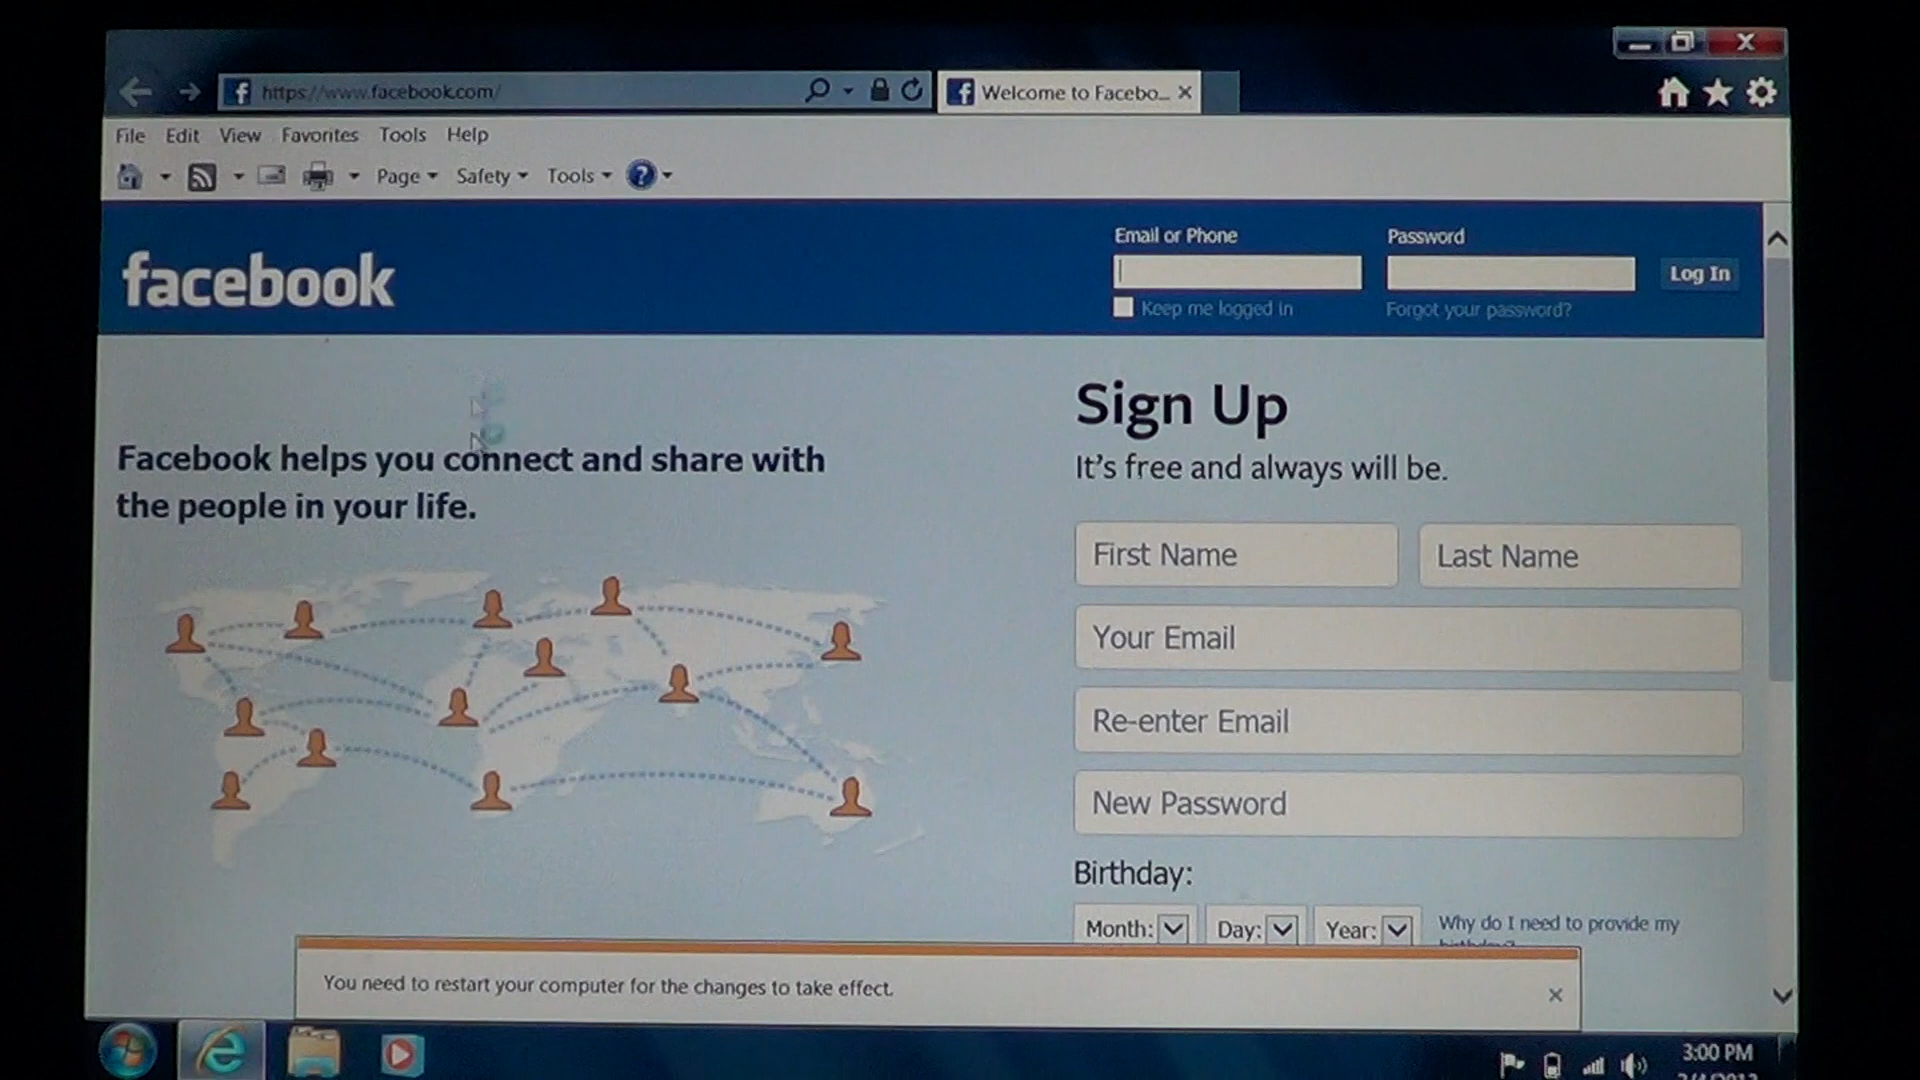 https://www.facebook.com/
Welcome to Facebo...
File Edit View Favorites Tools Help
Page Safety Tools
facebook
Email or Phone
Password
Log In
Keep me logged in
Forgot your password?
Facebook helps you connect and share with
the people in your life.
Sign Up
It's free and always will be.
First Name
Last Name
Your Email
Re-enter Email
New Password
Birthday:
Month: Day: Year:
Why do I need to provide my
You need to restart your computer for the changes to take effect.
3:00 PM